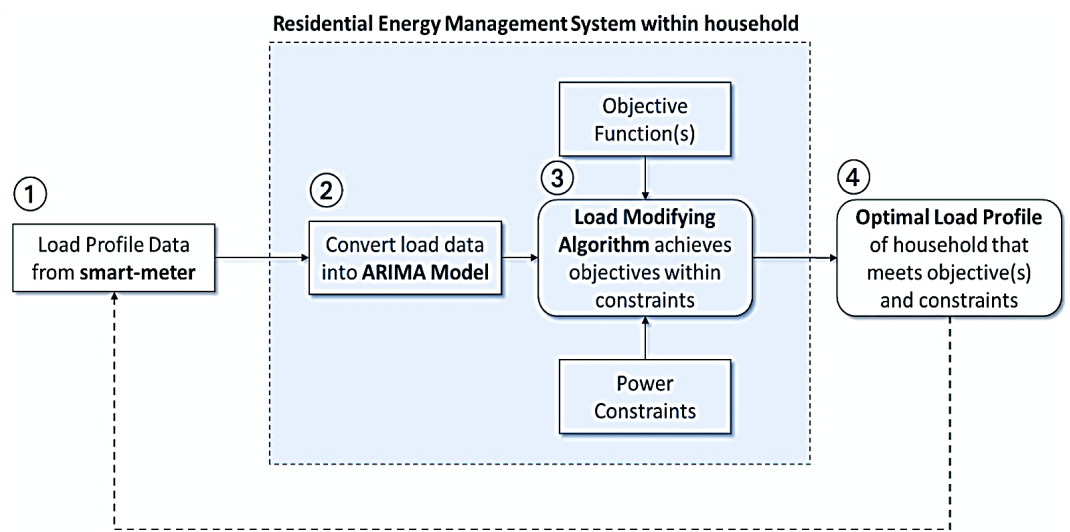 Residential Energy Management System within household
Objective
Function(s)
1
2
3
4
Load Profile Data
from smart-meter
Convert load data
into ARIMA Model
Load Modifying
Algorithm achieves
objectives within
constraints
Optimal Load Profile
of household that
meets objective(s)
and constraints
Power
Constraints